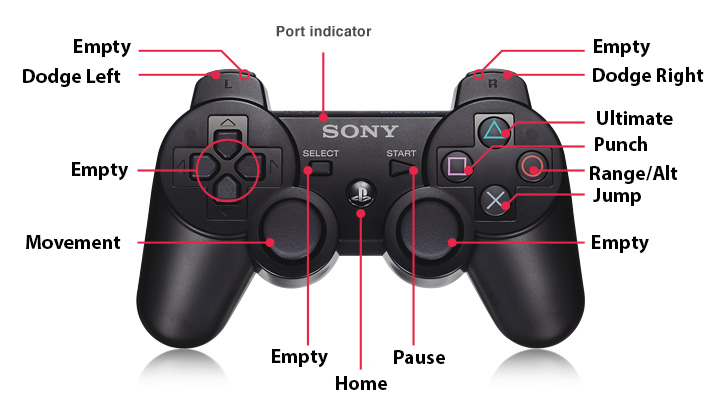 Port indicator
Empty
Empty
Dodge Left
Dodge Right
L
R
Ultimate
SONY
Punch
SELECT
START
Empty
Range/Alt
Jump
Movement
Empty
Empty
Pause
Home